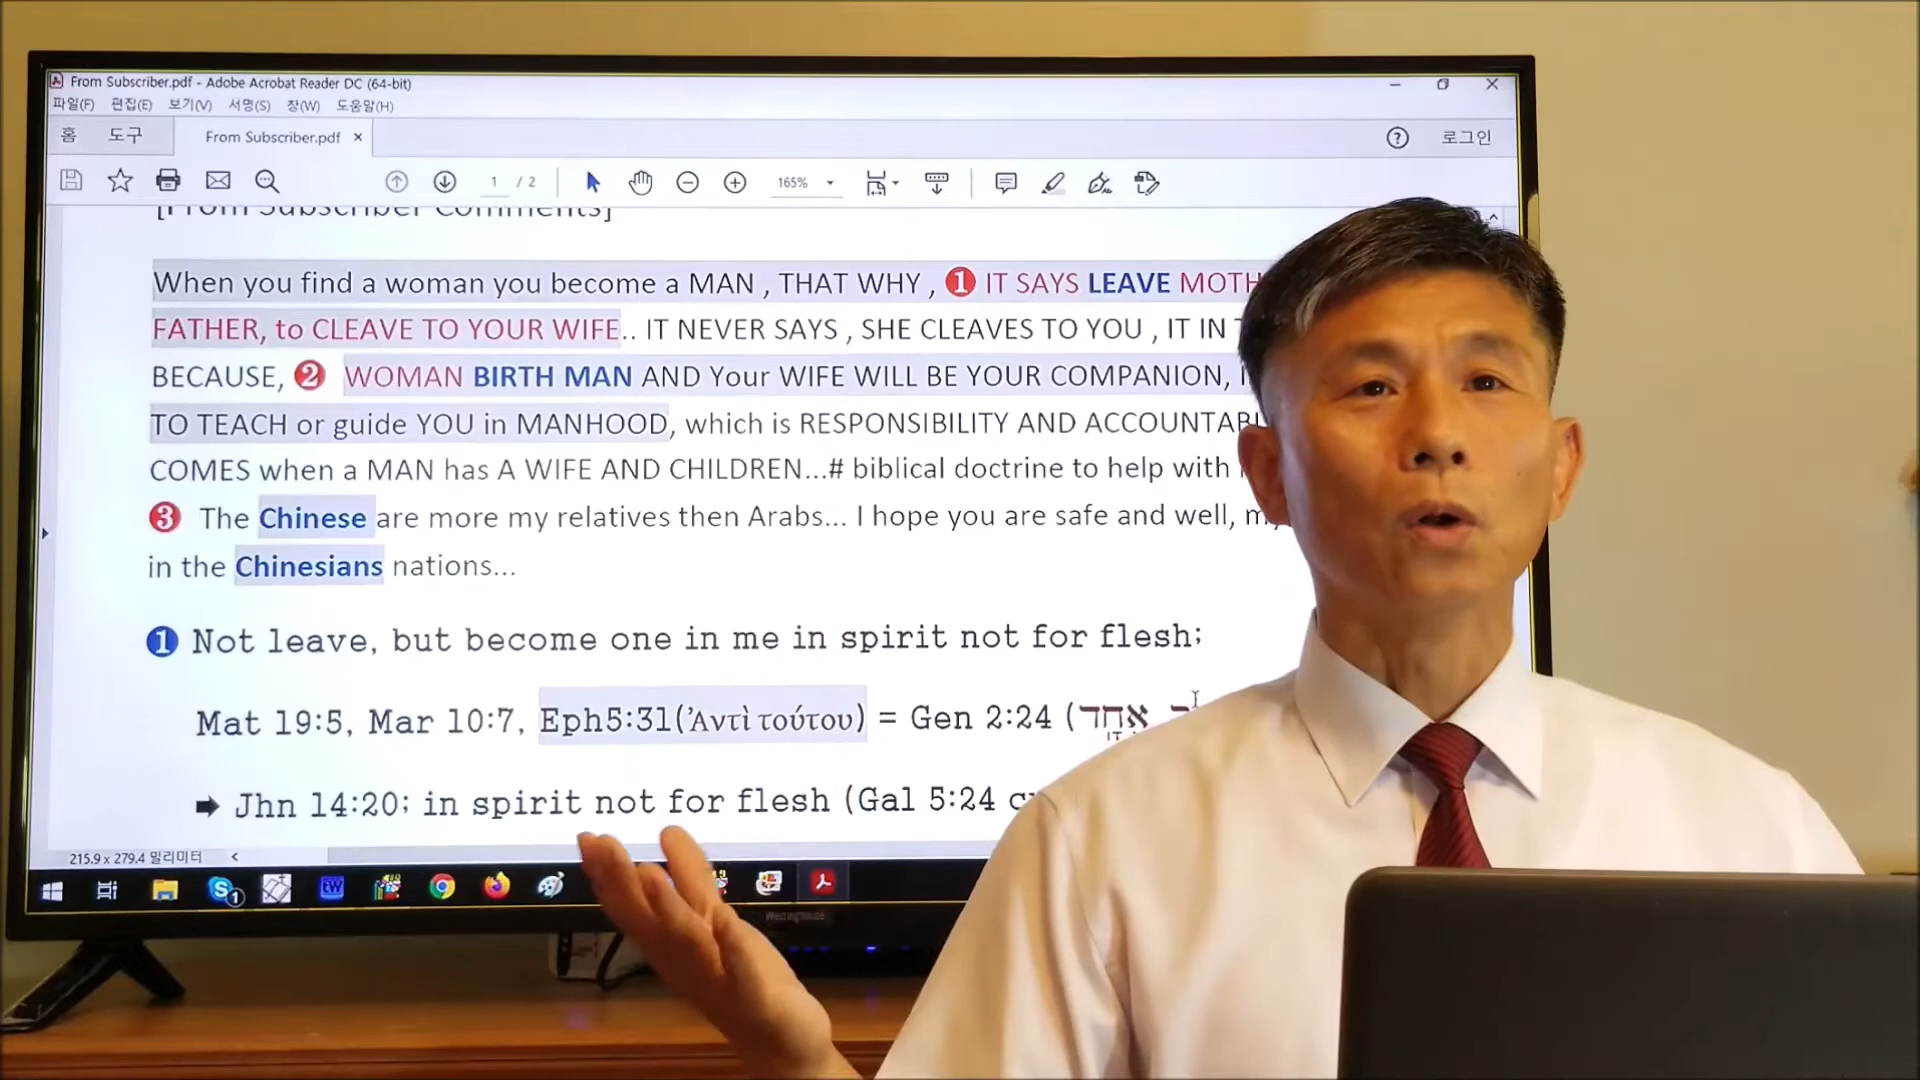 From Subscriber.pdf - Adobe Acrobat Reader DC (64-bit)
파일(F) 편집(E) 보기(V) 서명(S) 창(W) 도움말(H)
홈 도구 From Subscriber.pdf × 로그인
1 / 2 165%
[From Subscriber Comments]
When you find a woman you become a MAN , THAT WHY , ❶ IT SAYS LEAVE
FATHER, to CLEAVE TO YOUR WIFE.. IT NEVER SAYS , SHE CLEAVES TO YOU , IT IN
BECAUSE, ❷ WOMAN BIRTH MAN AND Your WIFE WILL BE YOUR COMPANION,
TO TEACH or guide YOU in MANHOOD, which is RESPONSIBILITY AND
COMES when a MAN has A WIFE AND CHILDREN...# biblical doctrine to help with
❸ The Chinese are more my relatives then Arabs... I hope you are safe and well,
in the Chinesians nations...
❶ Not leave, but become one in me in spirit not for flesh;
Mat 19:5, Mar 10:7, Eph5:31(Ἀντὶ τούτου) = Gen 2:24 (
➡ Jhn 14:20; in spirit not for flesh (Gal 5:24
215.9 x 279.4 밀리미터
Westinghouse